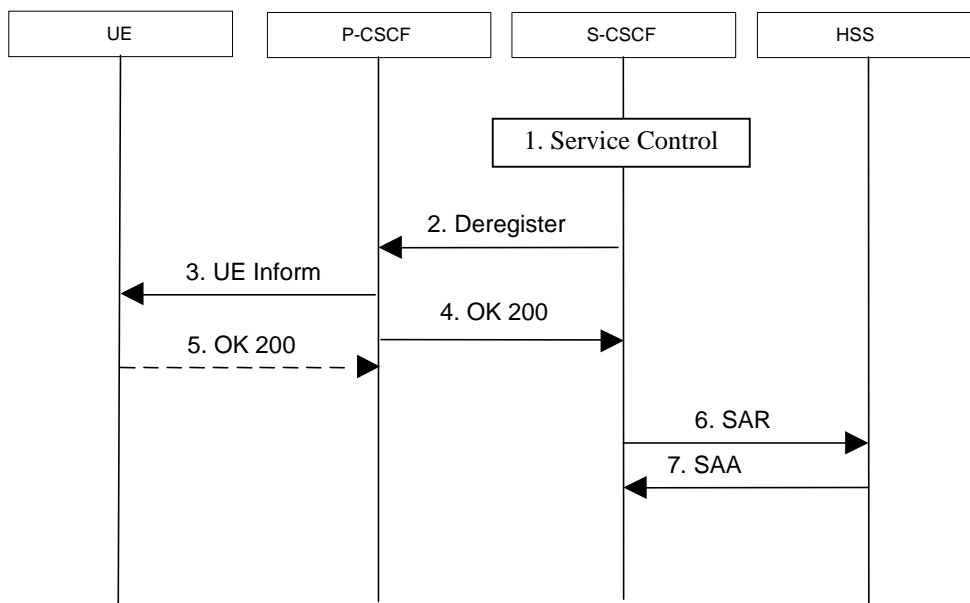 UE
P-CSCF
S-CSCF
HSS
1. Service Control
2. Deregister
3. UE Inform
4. OK 200
5. OK 200
6. SAR
7. SAA